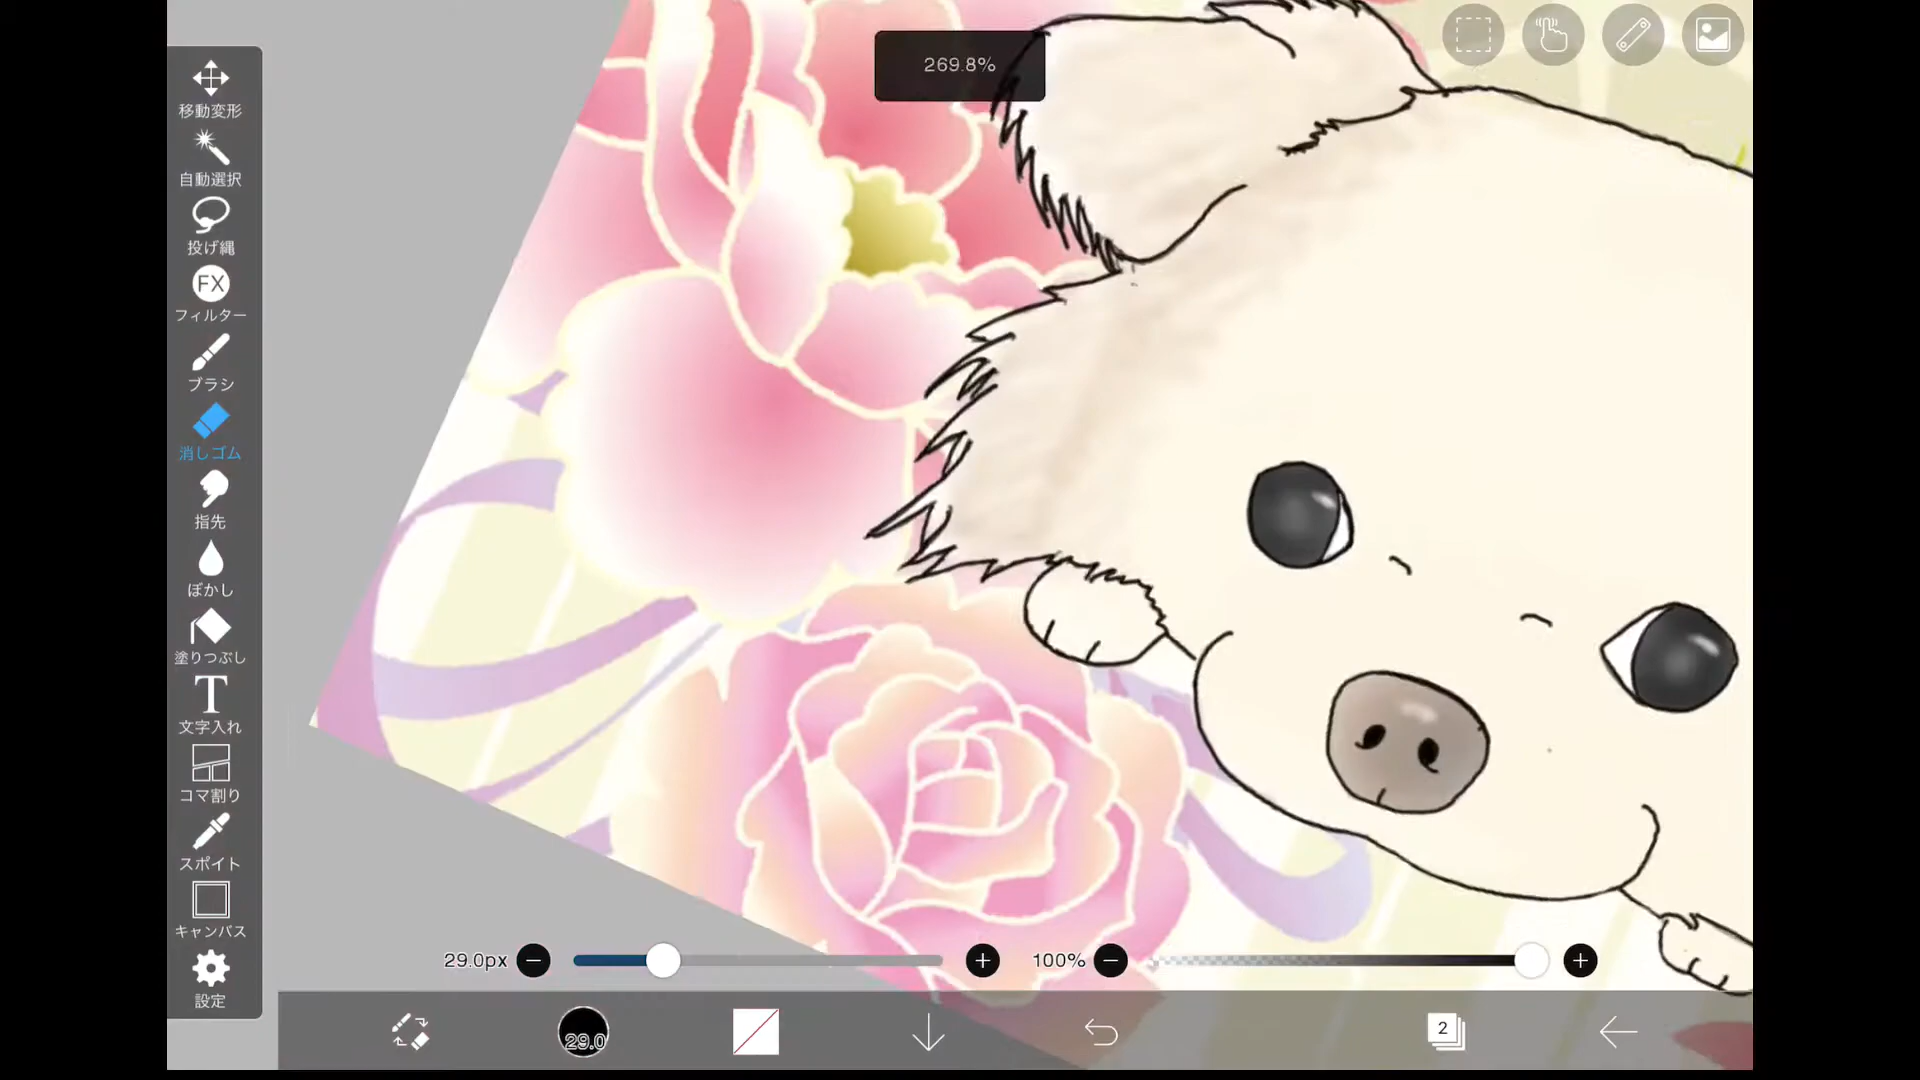 269.8%
移動変形
自動選択
投げ縄
FX
フィルター
ブラシ
消しゴム
指先
ぼかし
塗りつぶし
T
文字入れ
コマ割り
スポイト
キャンバス
設定
29.0px
100%
29.0
2